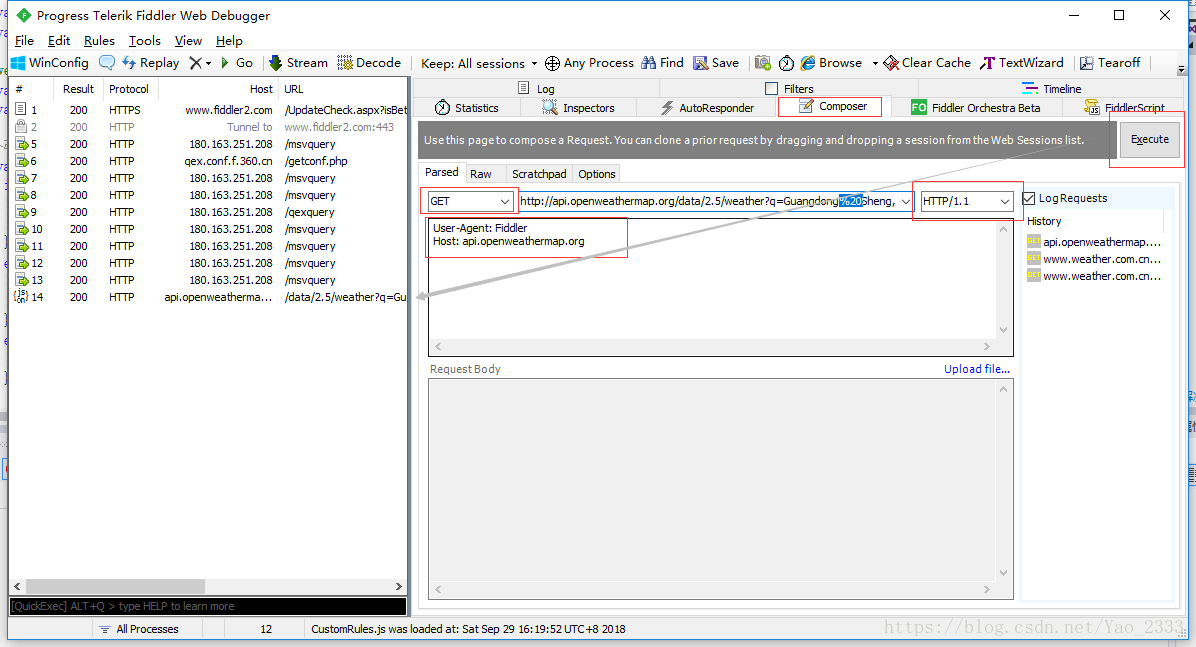 Progress Telerik Fiddler Web Debugger
File Edit Rules Tools View Help
WinConfig Replay Go Stream Decode Keep: All sessions Any Process Find Save Browse Clear Cache TextWizard Tearoff
# Result Protocol Host URL
1 200 HTTPS www.fiddler2.com /UpdateCheck.aspx?isBet
2 200 HTTP Tunnel to www.fiddler2.com:443
5 200 HTTP 180.163.251.208 /msvquery
6 200 HTTP qex.conf.f.360.cn /getconf.php
7 200 HTTP 180.163.251.208 /msvquery
8 200 HTTP 180.163.251.208 /msvquery
9 200 HTTP 180.163.251.208 /qexquery
10 200 HTTP 180.163.251.208 /msvquery
11 200 HTTP 180.163.251.208 /msvquery
12 200 HTTP 180.163.251.208 /msvquery
13 200 HTTP 180.163.251.208 /msvquery
14 200 HTTP api.openweatherma... /data/2.5/weather?q=Gu
[QuickExec] ALT+Q > type HELP to learn more
Log Filters Timeline
Statistics Inspectors AutoResponder Composer Fiddler Orchestra Beta FiddlerScript
Use this page to compose a Request. You can clone a prior request by dragging and dropping a session from the Web Sessions list.
Execute
Parsed Raw Scratchpad Options
GET http://api.openweathermap.org/data/2.5/weather?q=Guangdong%20Sheng, HTTP/1.1
User-Agent: Fiddler
Host: api.openweathermap.org
Request Body Upload file...
Log Requests
History
api.openweathermap....
www.weather.com.cn...
www.weather.com.cn...
All Processes 12 CustomRules.js was loaded at: Sat Sep 29 16:19:52 UTC+8 2018
https://blog.csdn.net/Yao_2333